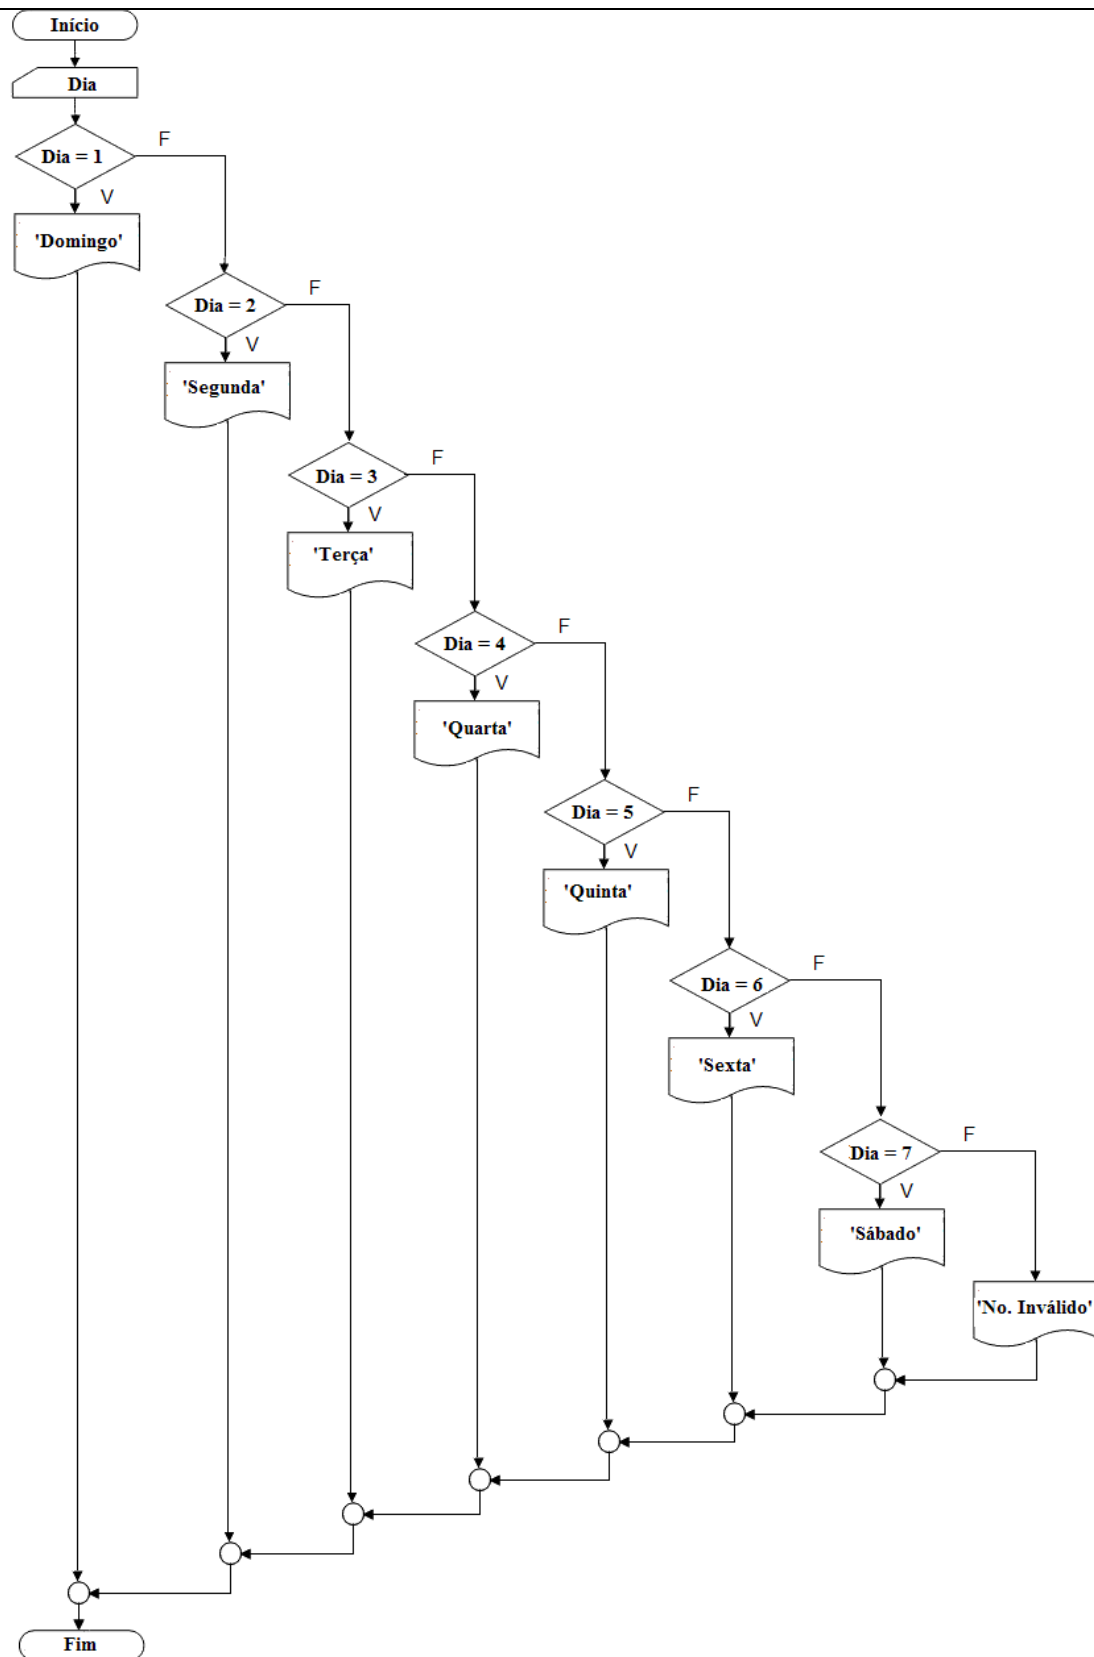 Início
Dia
Dia = 1
F
V
'Domingo'
Dia = 2
F
V
'Segunda'
Dia = 3
F
V
'Terça'
Dia = 4
F
V
'Quarta'
Dia = 5
F
V
'Quinta'
Dia = 6
F
V
'Sexta'
Dia = 7
F
V
'Sábado'
'No. Inválido'
Fim